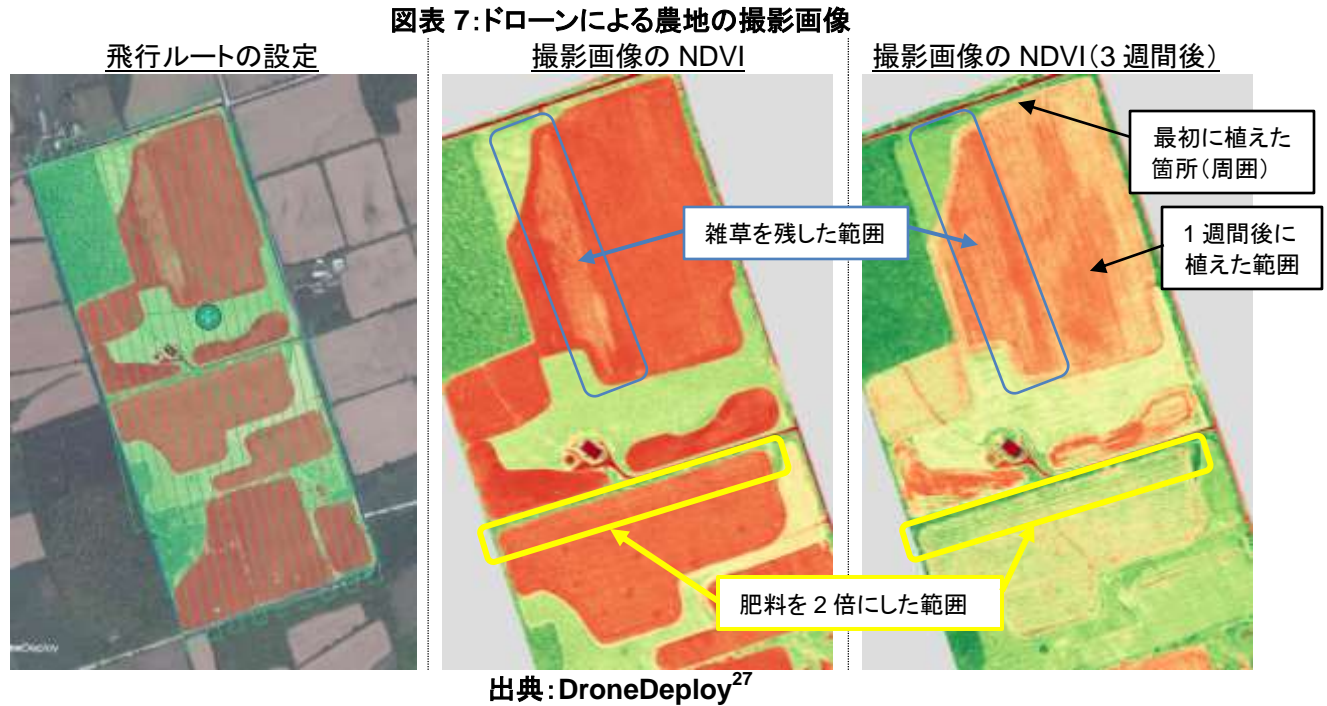 図表 7:ドローンによる農地の撮影画像
飛行ルートの設定
撮影画像の NDVI
撮影画像の NDVI(3 週間後)
最初に植えた
箇所(周囲)
雑草を残した範囲
1 週間後に
植えた範囲
肥料を 2 倍にした範囲
出典:DroneDeploy27